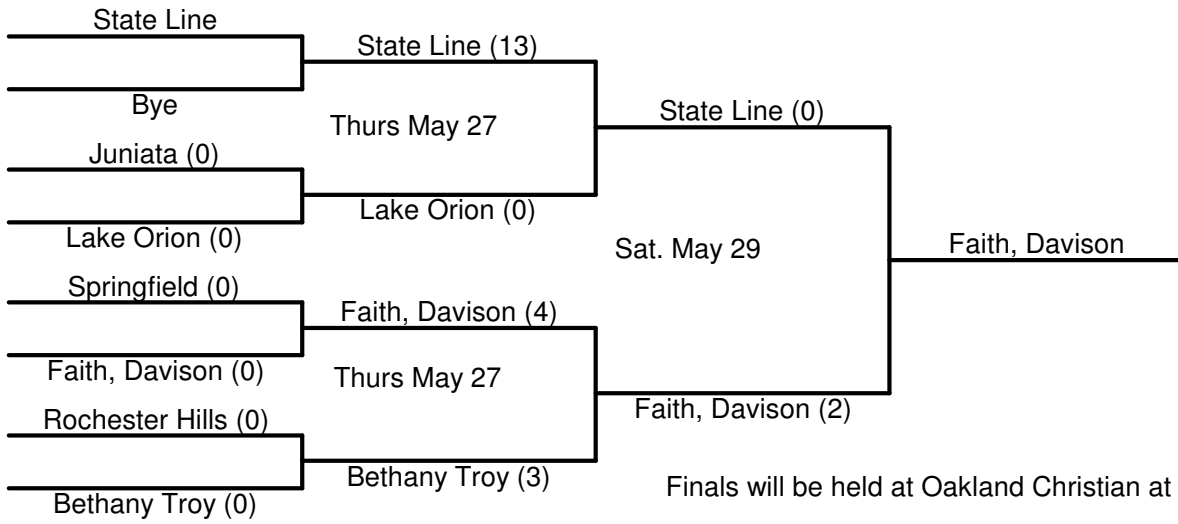 State Line
State Line (13)
Bye
Thurs May 27
State Line (0)
Juniata (0)
Lake Orion (0)
Lake Orion (0)
Sat. May 29
Faith, Davison
Springfield (0)
Faith, Davison (4)
Faith, Davison (0)
Thurs May 27
Faith, Davison (2)
Rochester Hills (0)
Bethany Troy (3)
Bethany Troy (0)
Finals will be held at Oakland Christian at